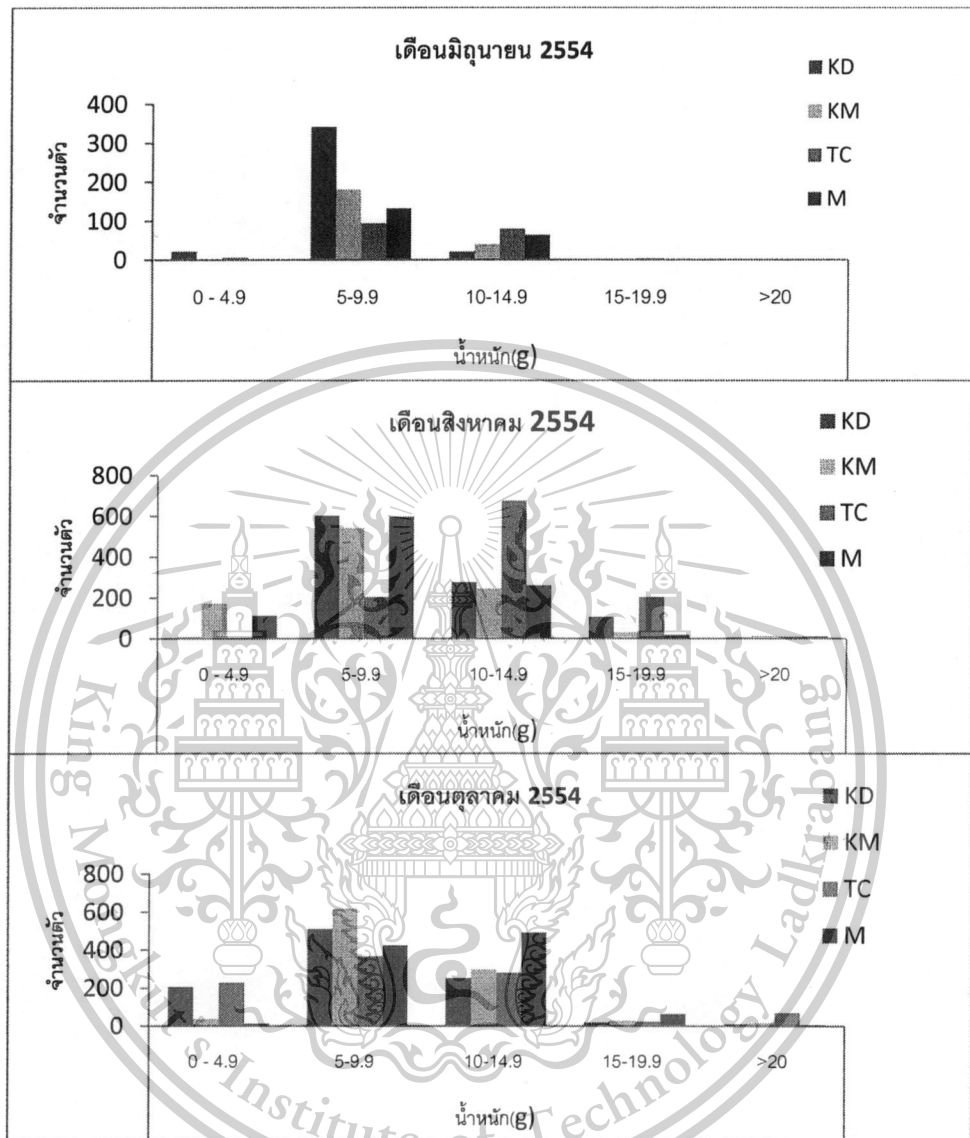 เดือนมิถุนายน 2554
KD
KM
TC
M
จำนวนตัว
400
300
200
100
0
0 - 4.9 5-9.9 10-14.9 15-19.9 >20
น้ำหนัก(g)
เดือนสิงหาคม 2554
KD
KM
TC
M
จำนวนตัว
800
600
400
200
0
0 - 4.9 5-9.9 10-14.9 15-19.9 >20
น้ำหนัก(g)
เดือนตุลาคม 2554
KD
KM
TC
M
จำนวนตัว
800
600
400
200
0
0 - 4.9 5-9.9 10-14.9 15-19.9 >20
น้ำหนัก(g)
King Mongkut's Institute of Technology Ladkrabang